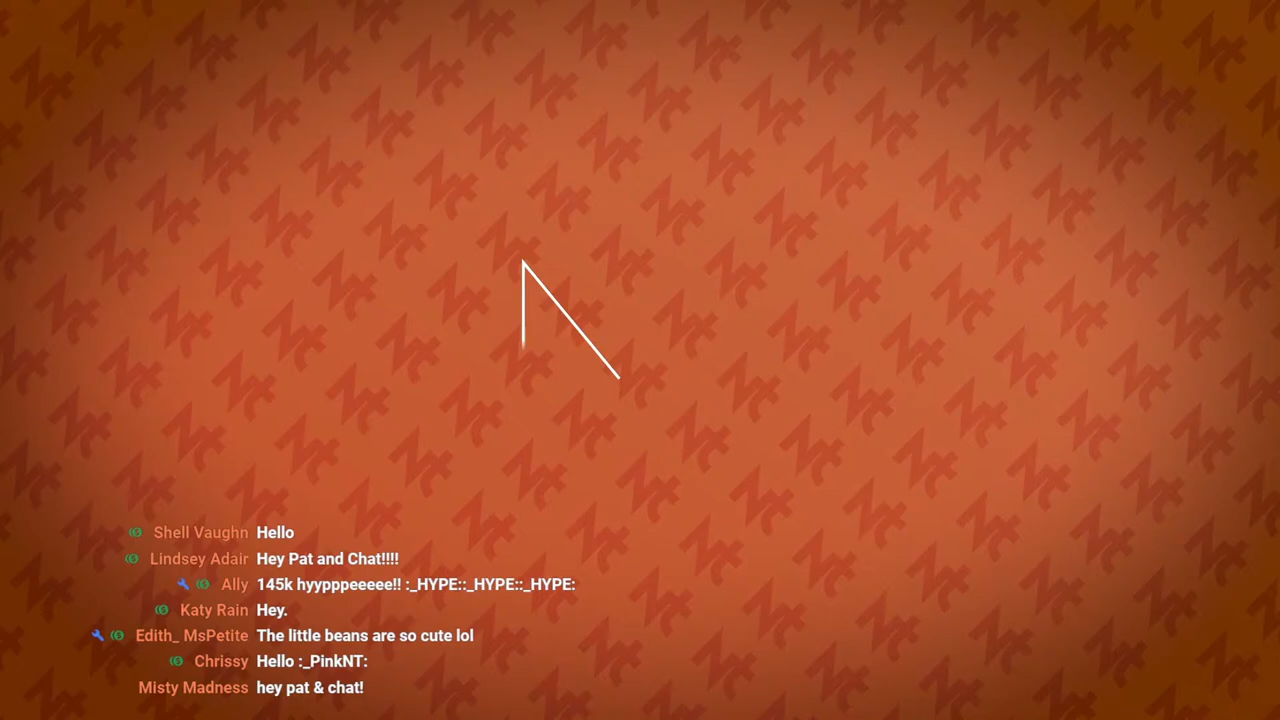 Shell Vaughn Hello
Lindsey Adair Hey Pat and Chat!!!!
Ally 145k hyypppeeeee!! :_HYPE::_HYPE::_HYPE:
Katy Rain Hey.
Edith_ MsPetite The little beans are so cute lol
Chrissy Hello :_PinkNT:
Misty Madness hey pat & chat!